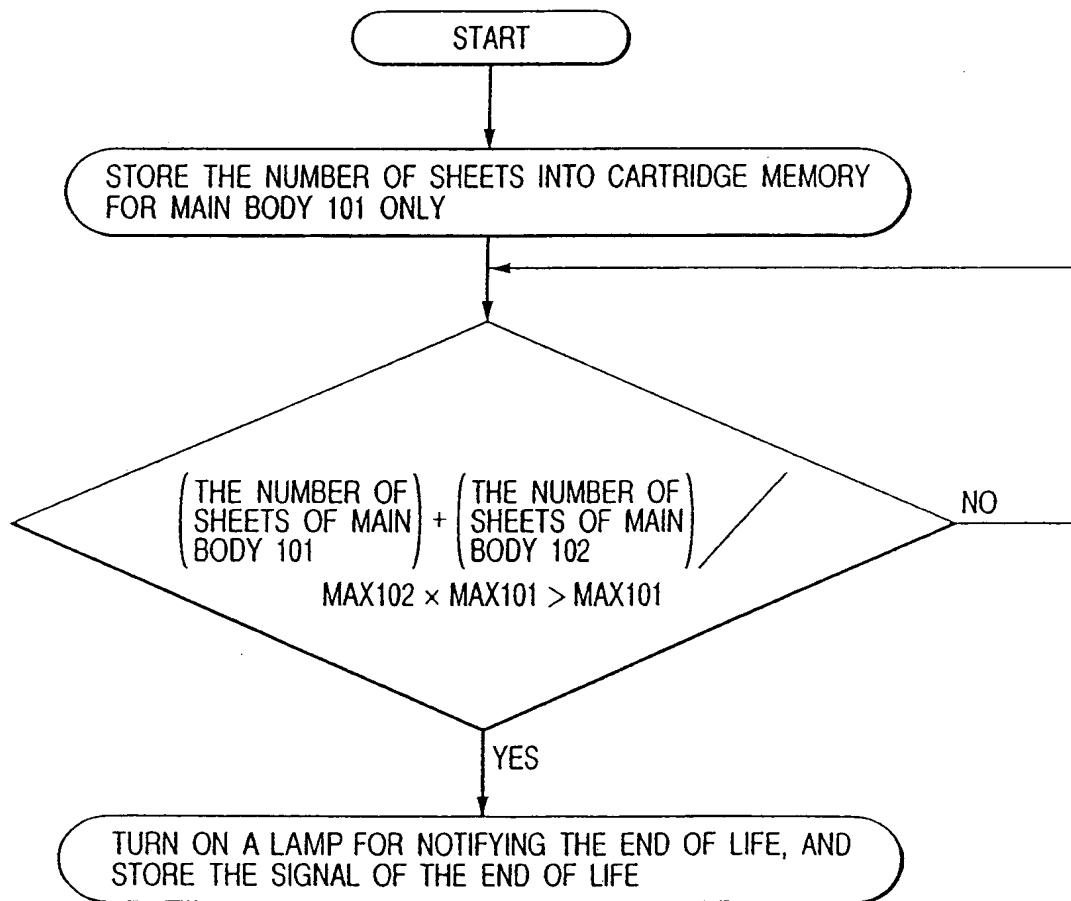 START
STORE THE NUMBER OF SHEETS INTO CARTRIDGE MEMORY
FOR MAIN BODY 101 ONLY
(THE NUMBER OF SHEETS OF MAIN BODY 101) + (THE NUMBER OF SHEETS OF MAIN BODY 102) /
MAX102 × MAX101 > MAX101
NO
YES
TURN ON A LAMP FOR NOTIFYING THE END OF LIFE, AND
STORE THE SIGNAL OF THE END OF LIFE